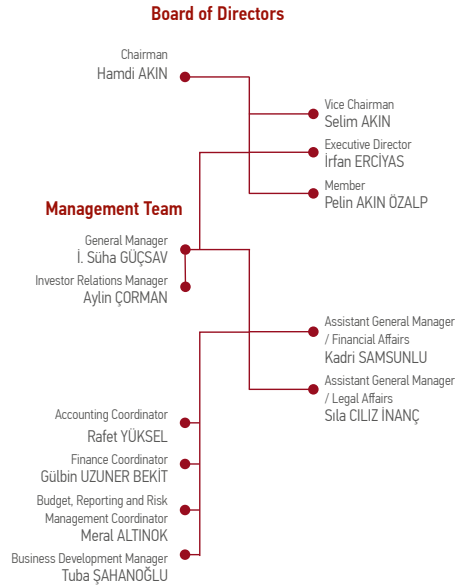 Board of Directors
Chairman
Hamdi AKIN
Vice Chairman
Selim AKIN
Executive Director
İrfan ERCİYAS
Member
Pelin AKIN ÖZALP
Management Team
General Manager
İ. Süha GÜÇSAV
Investor Relations Manager
Aylin ÇORMAN
Assistant General Manager
/ Financial Affairs
Kadri SAMSUNLU
Assistant General Manager
/ Legal Affairs
Sıla CILIZ İNANÇ
Accounting Coordinator
Rafet YÜKSEL
Finance Coordinator
Gülbin UZUNER BEKİT
Budget, Reporting and Risk
Management Coordinator
Meral ALTINOK
Business Development Manager
Tuba ŞAHANOĞLU